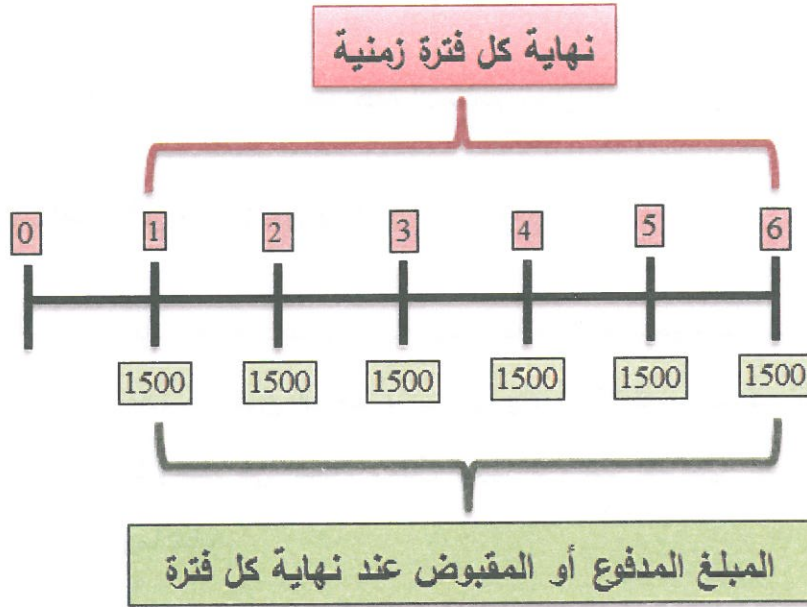 نهاية كل فترة زمنية
0 1 2 3 4 5 6
1500 1500 1500 1500 1500 1500
المبلغ المدفوع أو المقبوض عند نهاية كل فترة